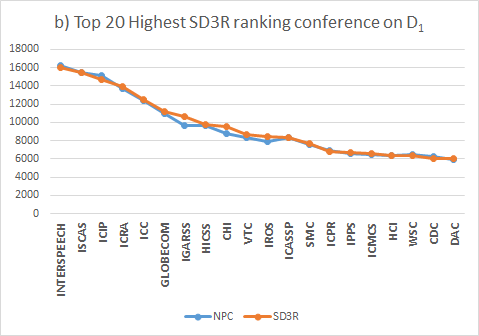 b) Top 20 Highest SD3R ranking conference on D1
18000
16000
14000
12000
10000
8000
6000
4000
2000
0
INTERSPEECH
ISCAS
ICIP
ICRA
ICC
GLOBECOM
IGARSS
HICSS
CHI
VTC
IROS
ICASSP
SMC
ICPR
IPPS
ICMCS
HCI
WSC
CDC
DAC
NPC
SD3R